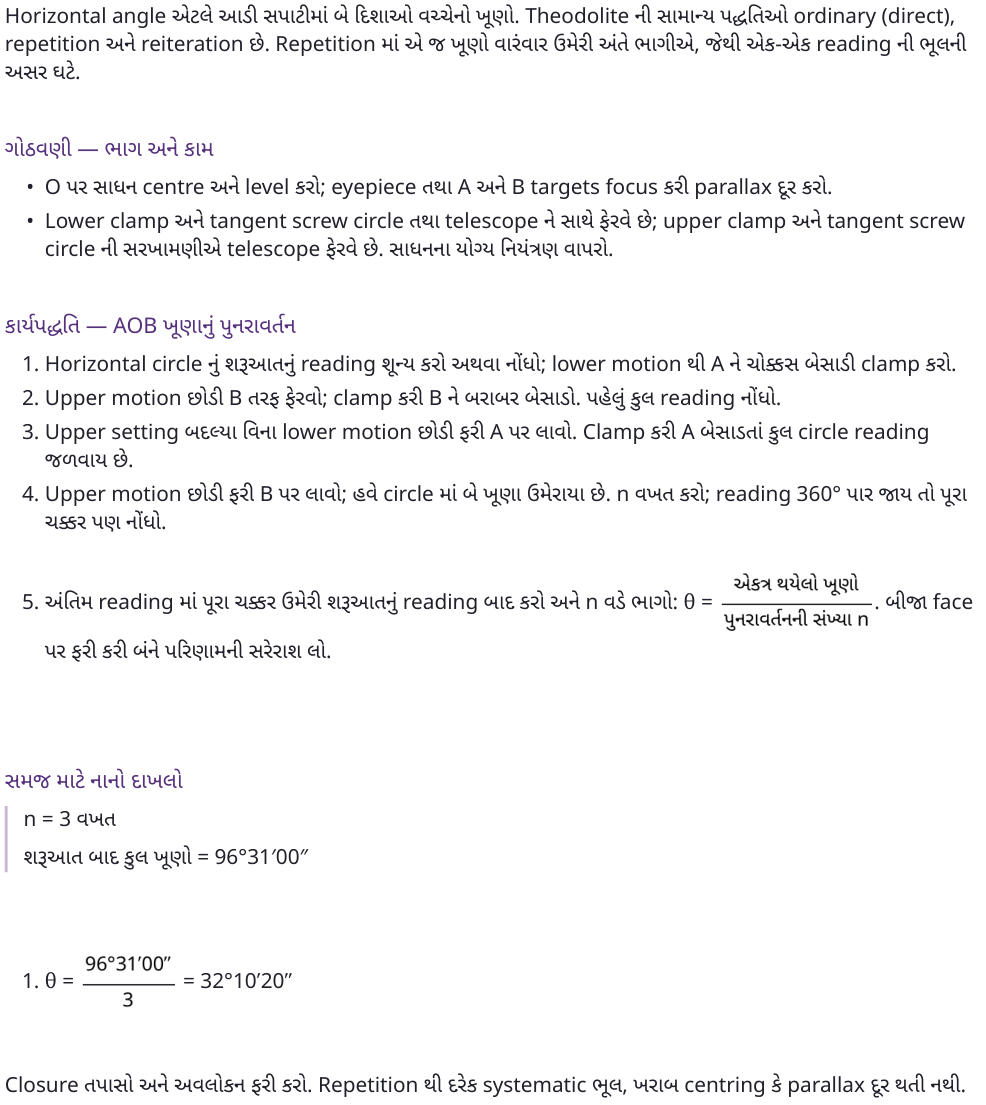 Horizontal angle એટલે આડી સપાટીમાં બે દિશાઓ વચ્ચેનો ખૂણો. Theodolite ની સામાન્ય પદ્ધતિઓ ordinary (direct),
repetition અને reiteration છે. Repetition માં એ જ ખૂણો વારંવાર ઉમેરી અંતે ભાગીએ, જેથી એક-એક reading ની ભૂલની
અસર ઘટે.
ગોઠવણી — ભાગ અને કામ
• O પર સાધન centre અને level કરો; eyepiece તથા A અને B targets focus કરી parallax દૂર કરો.
• Lower clamp અને tangent screw circle તથા telescope ને સાથે ફેરવે છે; upper clamp અને tangent screw
circle ની સરખામણીએ telescope ફેરવે છે. સાધનના યોગ્ય નિયંત્રણ વાપરો.
કાર્યપદ્ધતિ — AOB ખૂણાનું પુનરાવર્તન
1. Horizontal circle નું શરૂઆતનું reading શૂન્ય કરો અથવા નોંધો; lower motion થી A ને ચોક્કસ બેસાડી clamp કરો.
2. Upper motion છોડી B તરફ ફેરવો; clamp કરી B ને બરાબર બેસાડો. પહેલું કુલ reading નોંધો.
3. Upper setting બદલ્યા વિના lower motion છોડી ફરી A પર લાવો. Clamp કરી A બેસાડતાં કુલ circle reading
જળવાય છે.
4. Upper motion છોડી ફરી B પર લાવો; હવે circle માં બે ખૂણા ઉમેરાયા છે. n વખત કરો; reading 360° પાર જાય તો પૂરા
ચક્કર પણ નોંધો.
5. અંતિમ reading માં પૂરા ચક્કર ઉમેરી શરૂઆતનું reading બાદ કરો અને n વડે ભાગો: θ = એકત્ર થયેલો ખૂણો / પુનરાવર્તનની સંખ્યા n. બીજા face
પર ફરી કરી બંને પરિણામની સરેરાશ લો.
સમજ માટે નાનો દાખલો
n = 3 વખત
શરૂઆત બાદ કુલ ખૂણો = 96°31′00″
1. θ = 96°31′00″ / 3 = 32°10′20″
Closure તપાસો અને અવલોકન ફરી કરો. Repetition થી દરેક systematic ભૂલ, ખરાબ centring કે parallax દૂર થતી નથી.